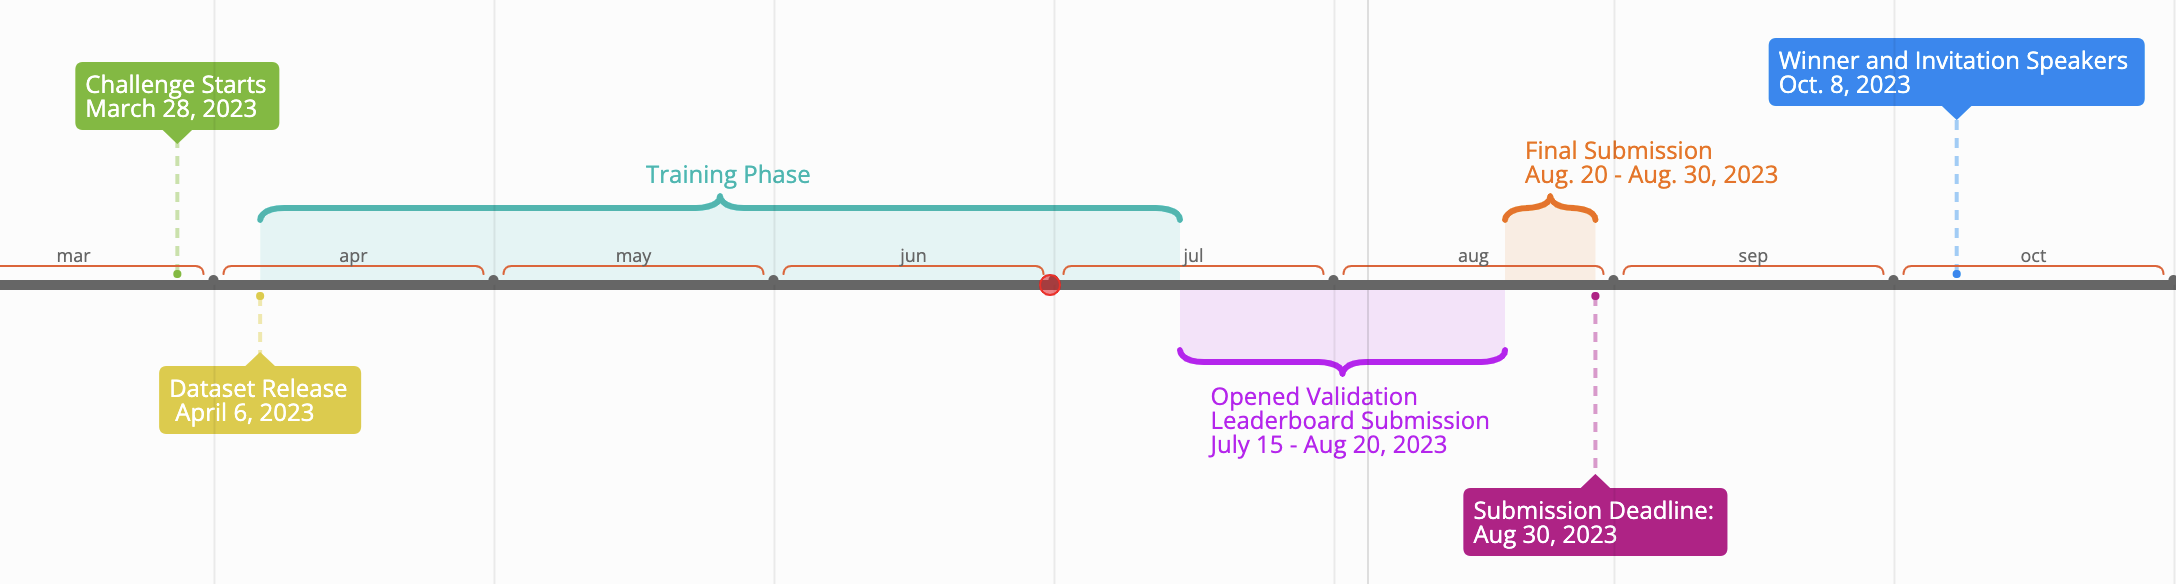 Challenge Starts
March 28, 2023
Winner and Invitation Speakers
Oct. 8, 2023
Training Phase
Final Submission
Aug. 20 - Aug. 30, 2023
mar
apr
may
jun
jul
aug
sep
oct
Dataset Release
April 6, 2023
Opened Validation
Leaderboard Submission
July 15 - Aug 20, 2023
Submission Deadline:
Aug 30, 2023